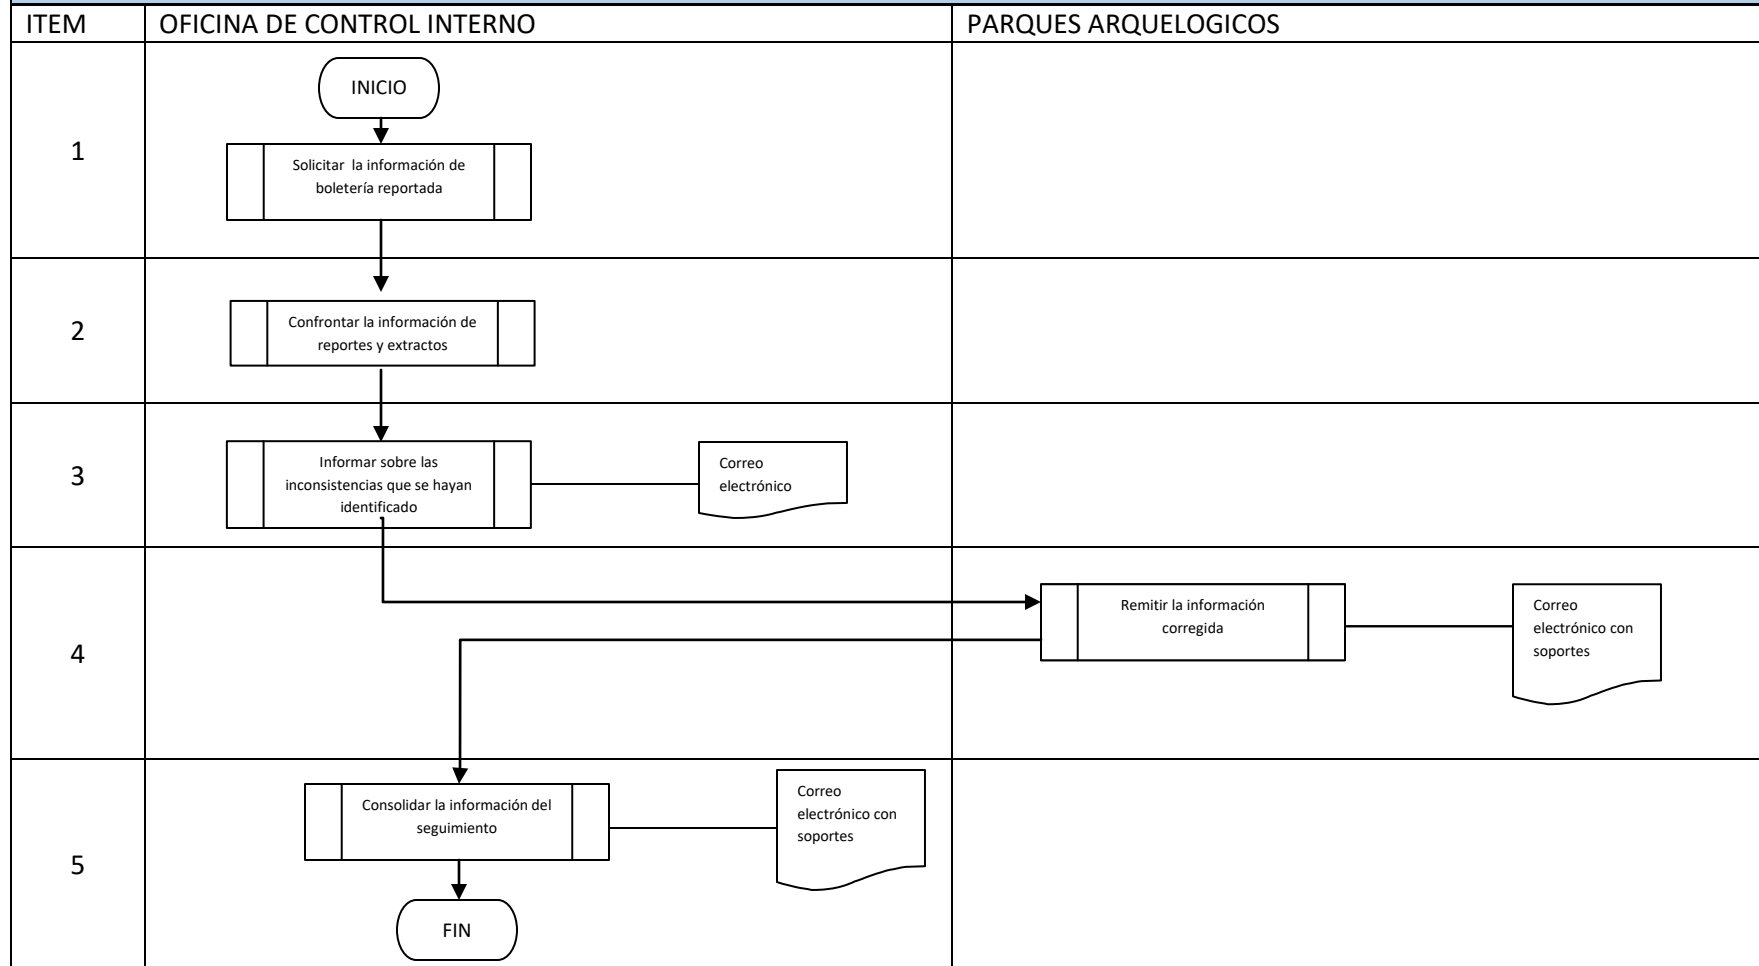 ITEM
OFICINA DE CONTROL INTERNO
PARQUES ARQUELOGICOS
1
INICIO
Solicitar  la información de
boletería reportada
2
Confrontar la información de
reportes y extractos
3
Informar sobre las
inconsistencias que se hayan
identificado
Correo
electrónico
4
Remitir la información
corregida
Correo
electrónico con
soportes
5
Consolidar la información del
seguimiento
Correo
electrónico con
soportes
FIN